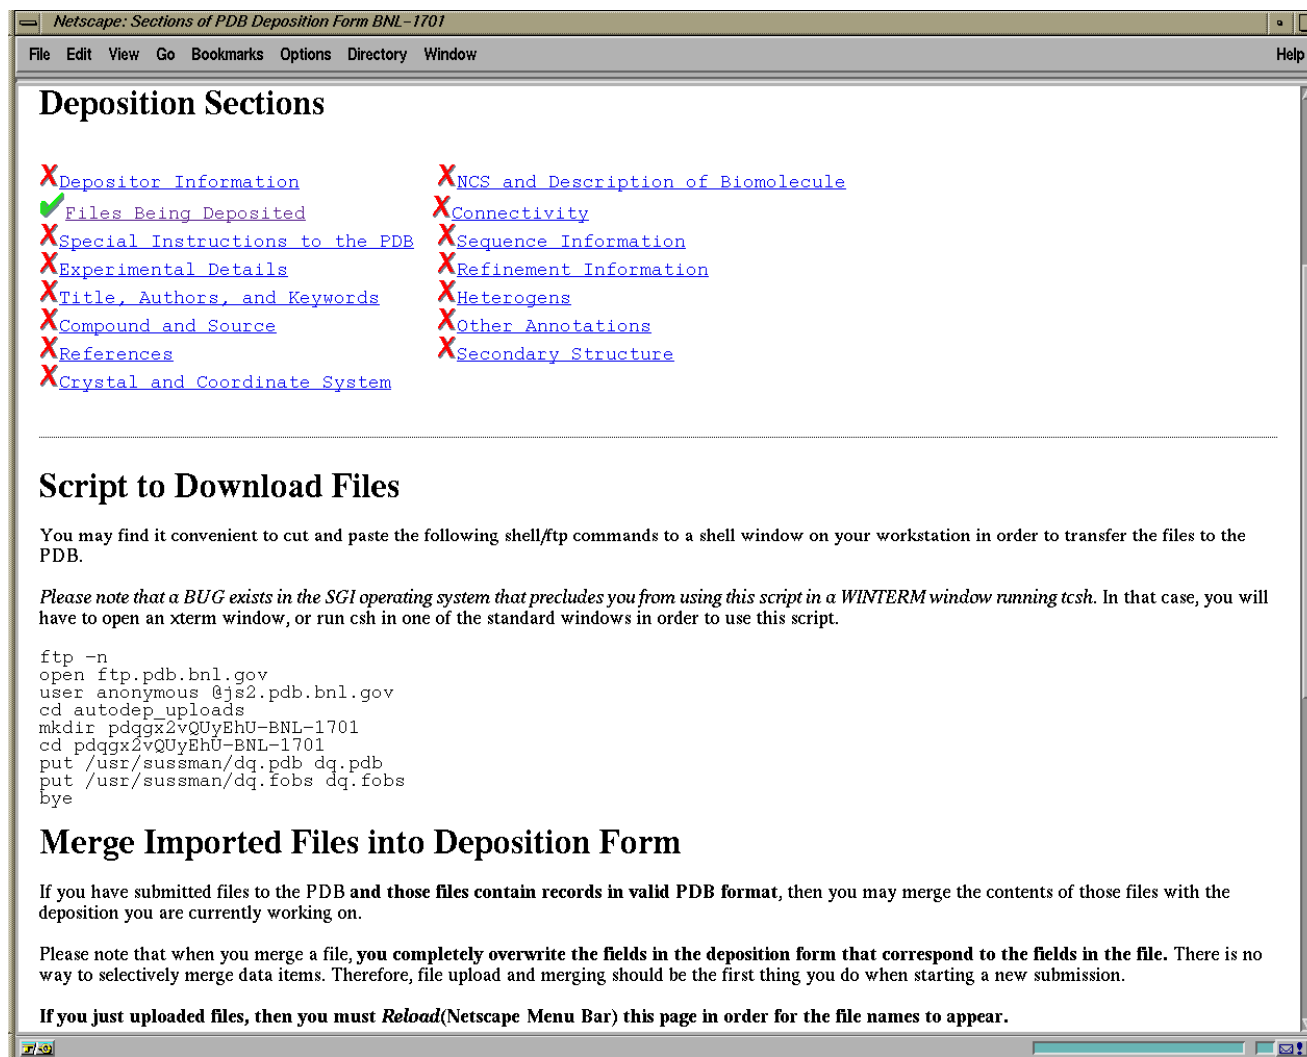 Netscape: Sections of PDB Deposition Form BNL-1701
File Edit View Go Bookmarks Options Directory Window Help
Deposition Sections
X Depositor Information
✔ Files Being Deposited
X Special Instructions to the PDB
X Experimental Details
X Title, Authors, and Keywords
X Compound and Source
X References
X Crystal and Coordinate System
X NCS and Description of Biomolecule
X Connectivity
X Sequence Information
X Refinement Information
X Heterogens
X Other Annotations
X Secondary Structure
Script to Download Files
You may find it convenient to cut and paste the following shell/ftp commands to a shell window on your workstation in order to transfer the files to the
PDB.
Please note that a BUG exists in the SGI operating system that precludes you from using this script in a WINTERM window running tcsh. In that case, you will
have to open an xterm window, or run csh in one of the standard windows in order to use this script.
ftp -n
open ftp.pdb.bnl.gov
user anonymous @js2.pdb.bnl.gov
cd autodep_uploads
mkdir pdqgx2vQUyEhU-BNL-1701
cd pdqgx2vQUyEhU-BNL-1701
put /usr/sussman/dq.pdb dq.pdb
put /usr/sussman/dq.fobs dq.fobs
bye
Merge Imported Files into Deposition Form
If you have submitted files to the PDB and those files contain records in valid PDB format, then you may merge the contents of those files with the
deposition you are currently working on.
Please note that when you merge a file, you completely overwrite the fields in the deposition form that correspond to the fields in the file. There is no
way to selectively merge data items. Therefore, file upload and merging should be the first thing you do when starting a new submission.
If you just uploaded files, then you must Reload(Netscape Menu Bar) this page in order for the file names to appear.